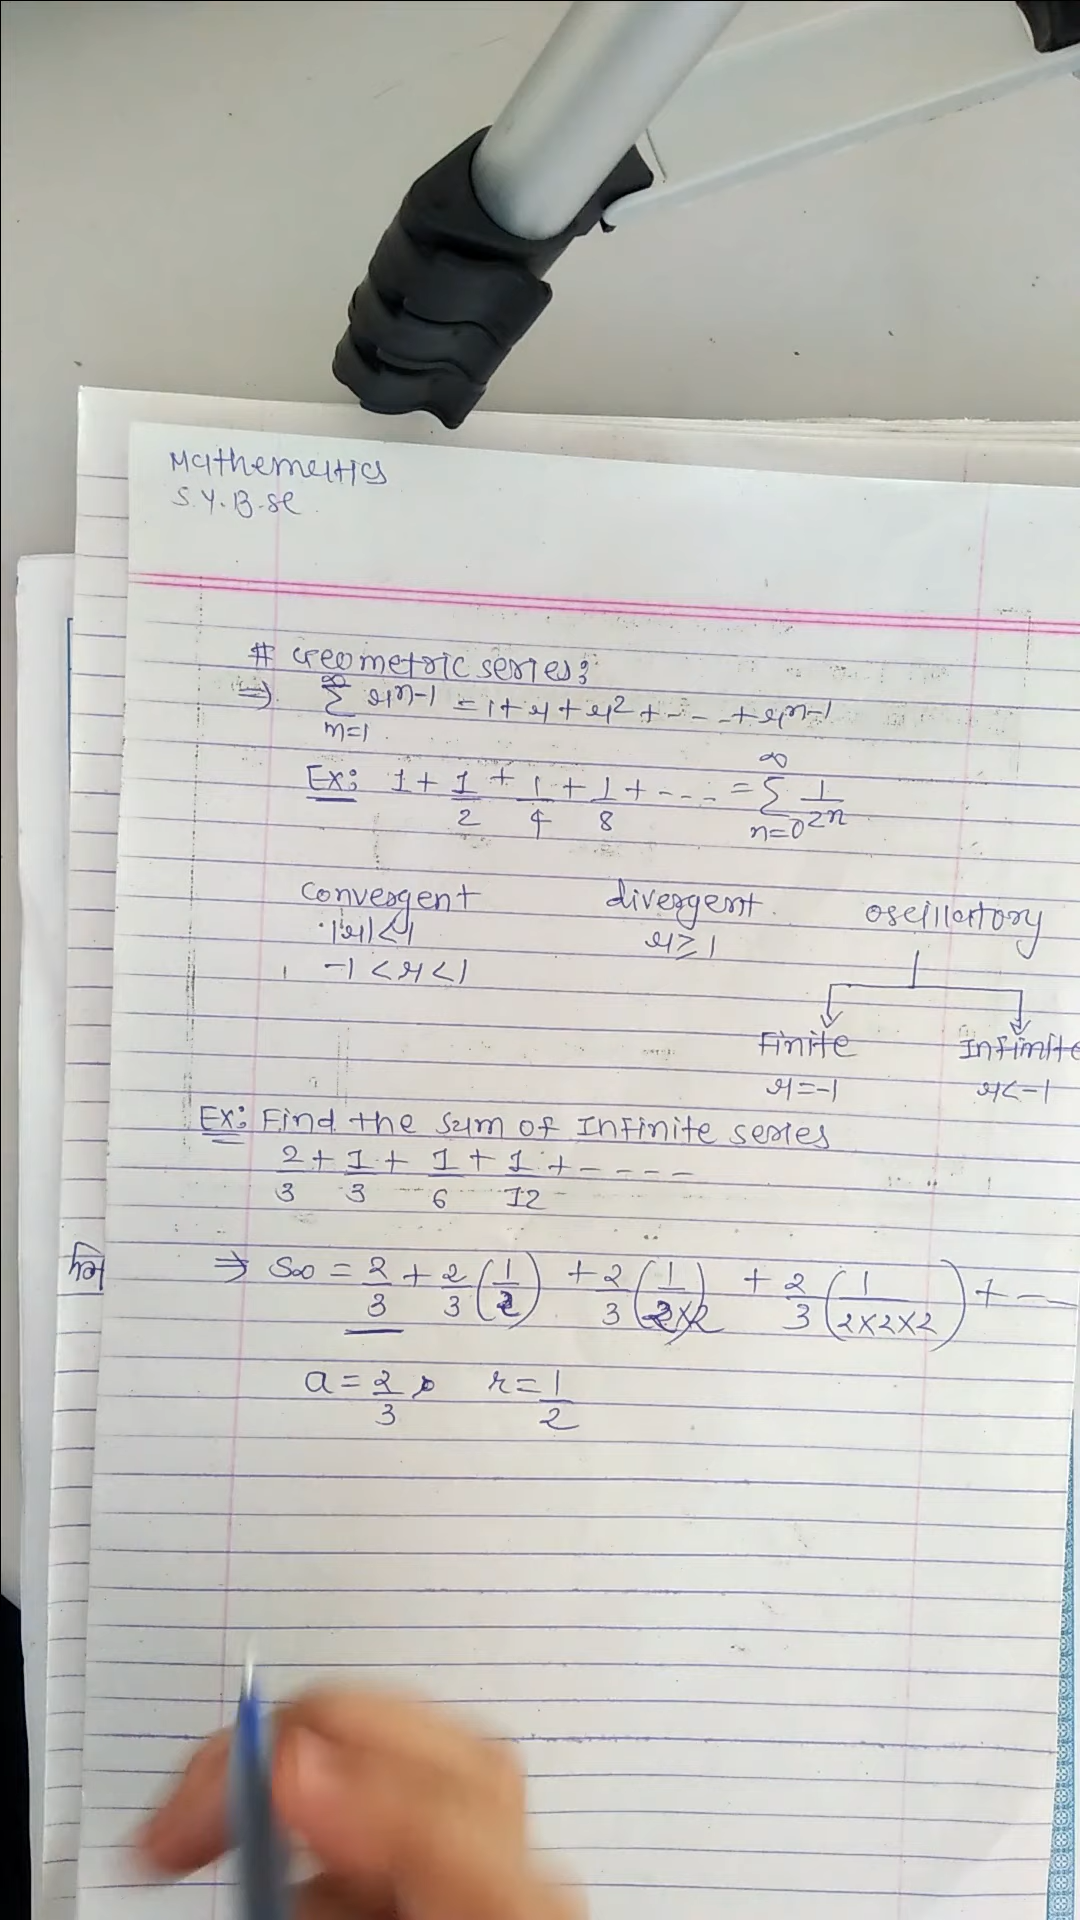 Mathematics
S.Y.B.sc
# Geometric series:
⇒ ∞ ∑ n=1 r^n-1 = 1 + r + r^2 + - - - + r^n-1
Ex: 1 + 1/2 + 1/4 + 1/8 + - - - = ∞ ∑ n=0 1/2^n
convergent divergent oscillatory
|r|<1 r≥1
-1<r<1
Finite Infinite
r=-1 r<-1
Ex: Find the sum of Infinite series
2/3 + 1/3 + 1/6 + 1/12 + - - - -
⇒ S∞ = 2/3 + 2/3 (1/2) + 2/3 (1/2×2) + 2/3 (1/2×2×2) + - -
a = 2/3, r = 1/2